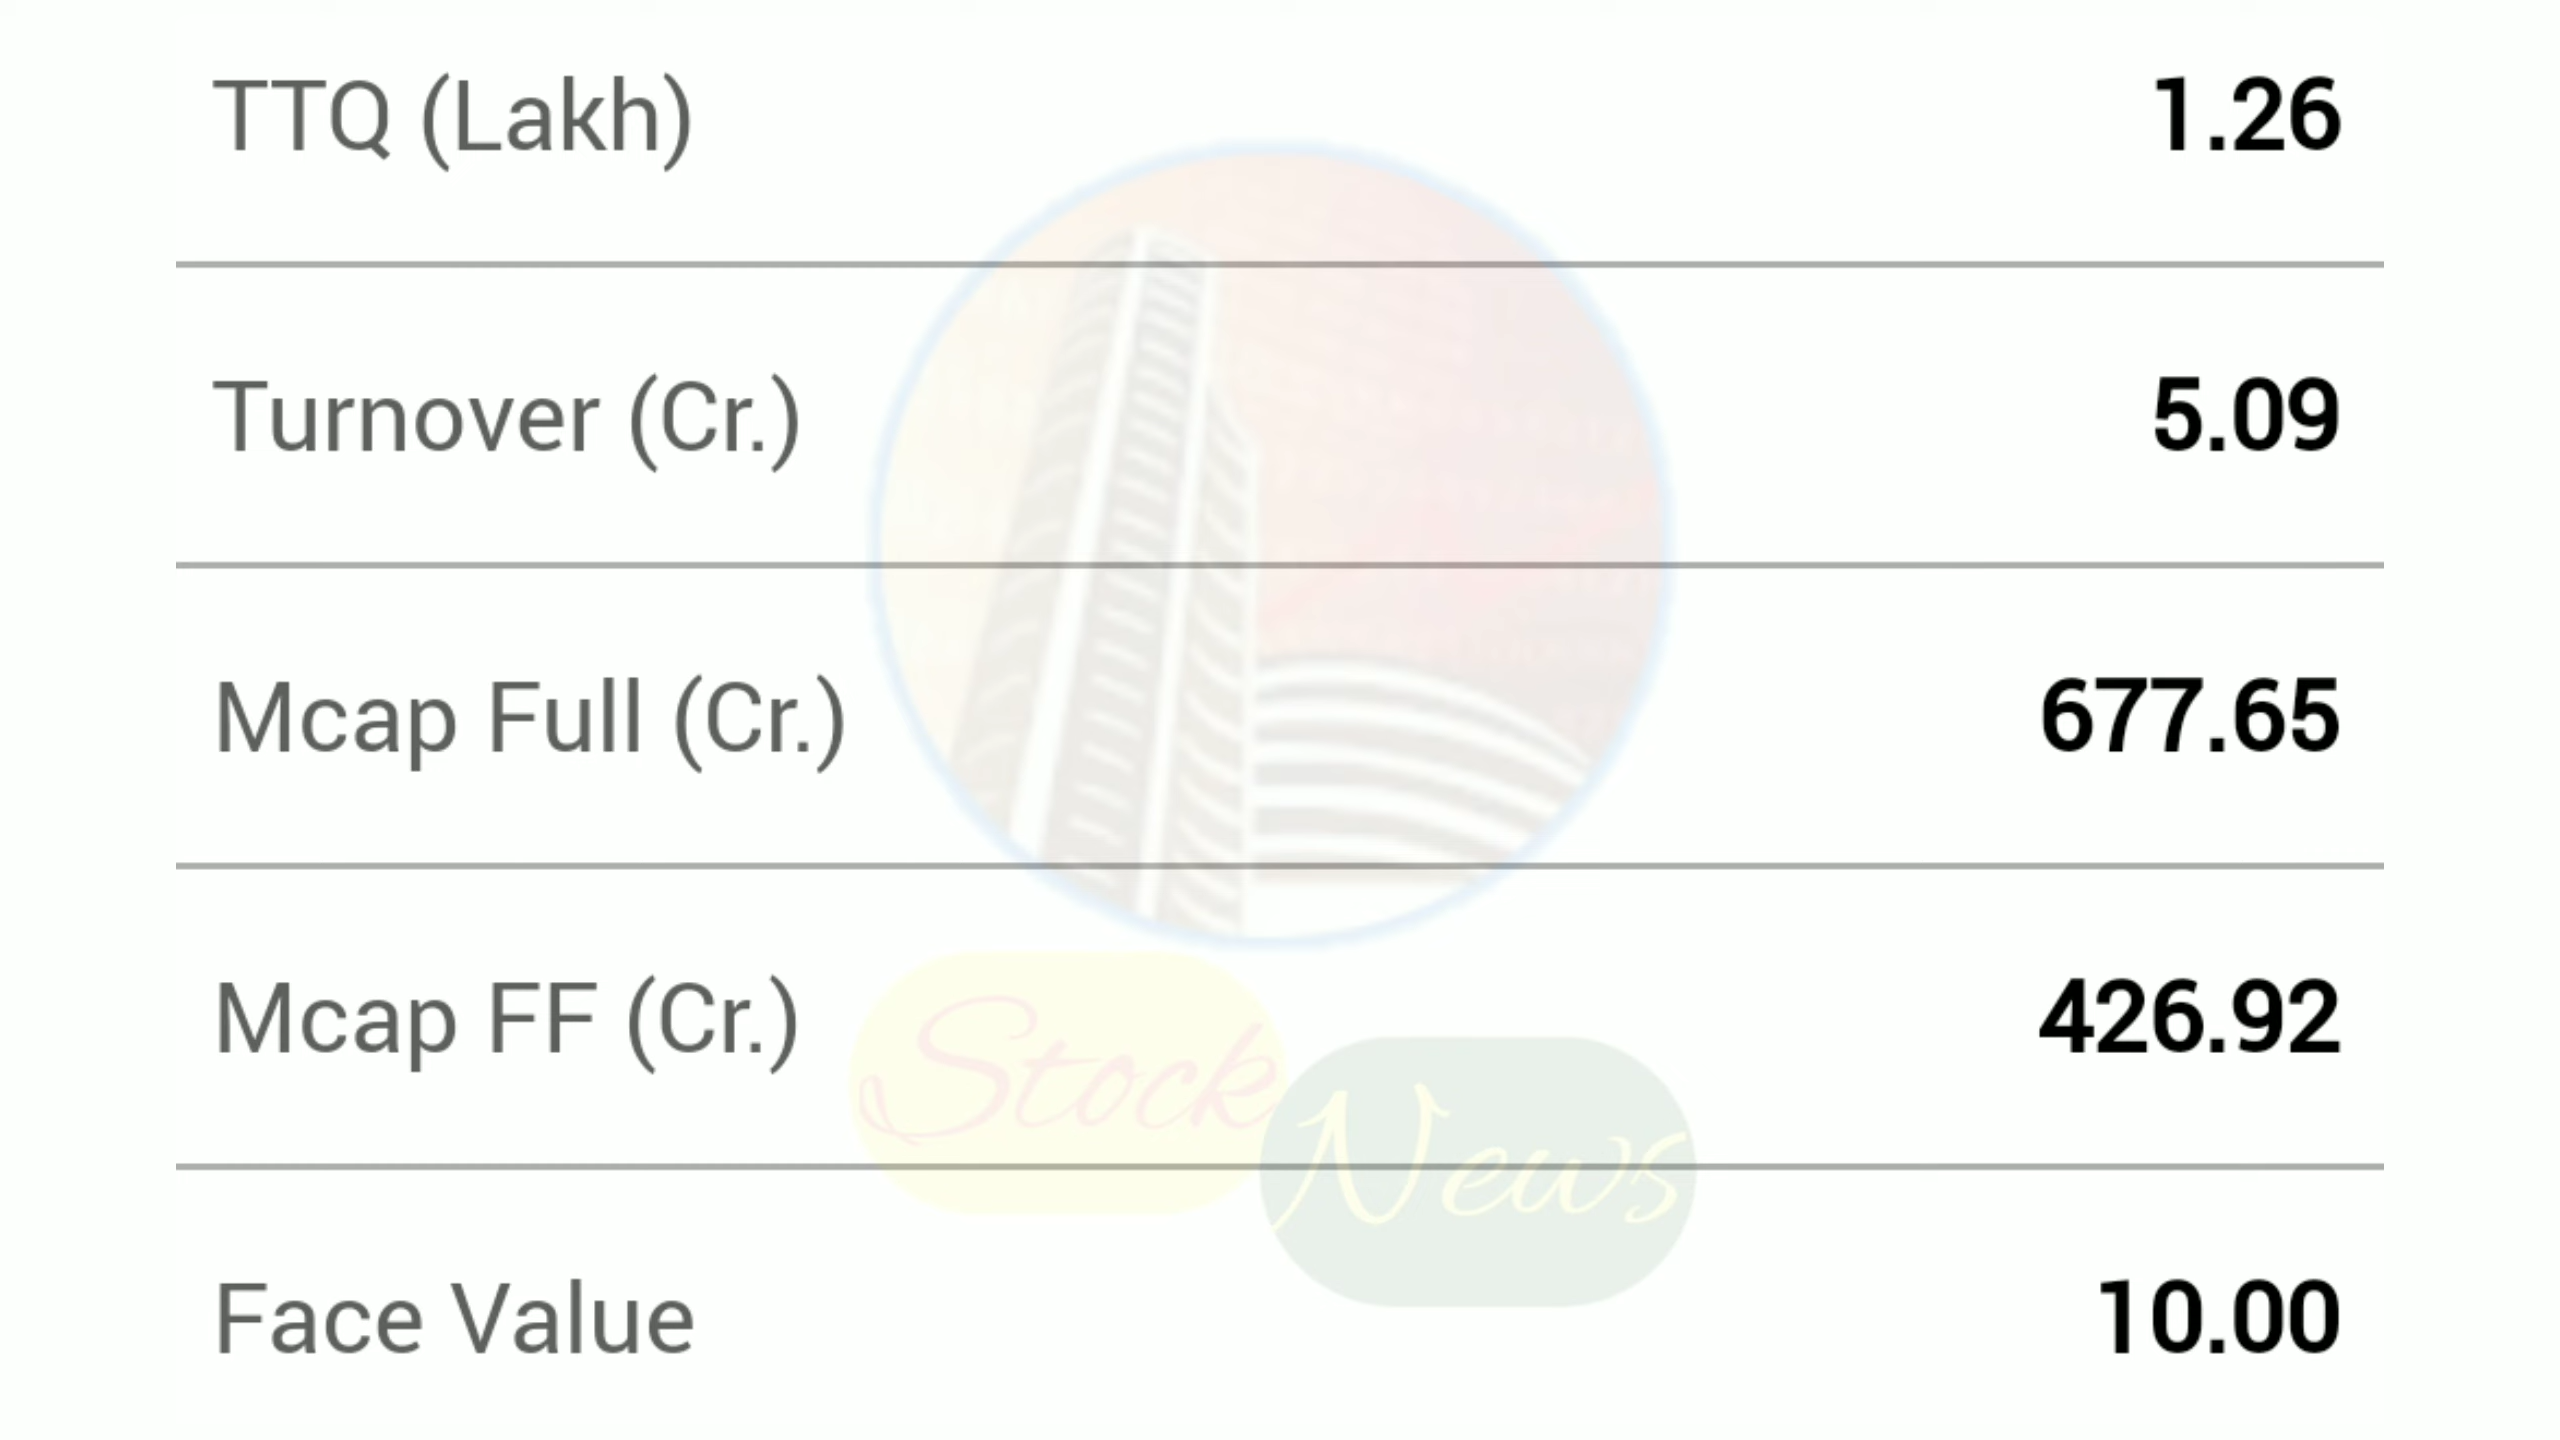 TTQ (Lakh) 1.26
Turnover (Cr.) 5.09
Mcap Full (Cr.) 677.65
Mcap FF (Cr.) 426.92
Stock
News
Face Value 10.00